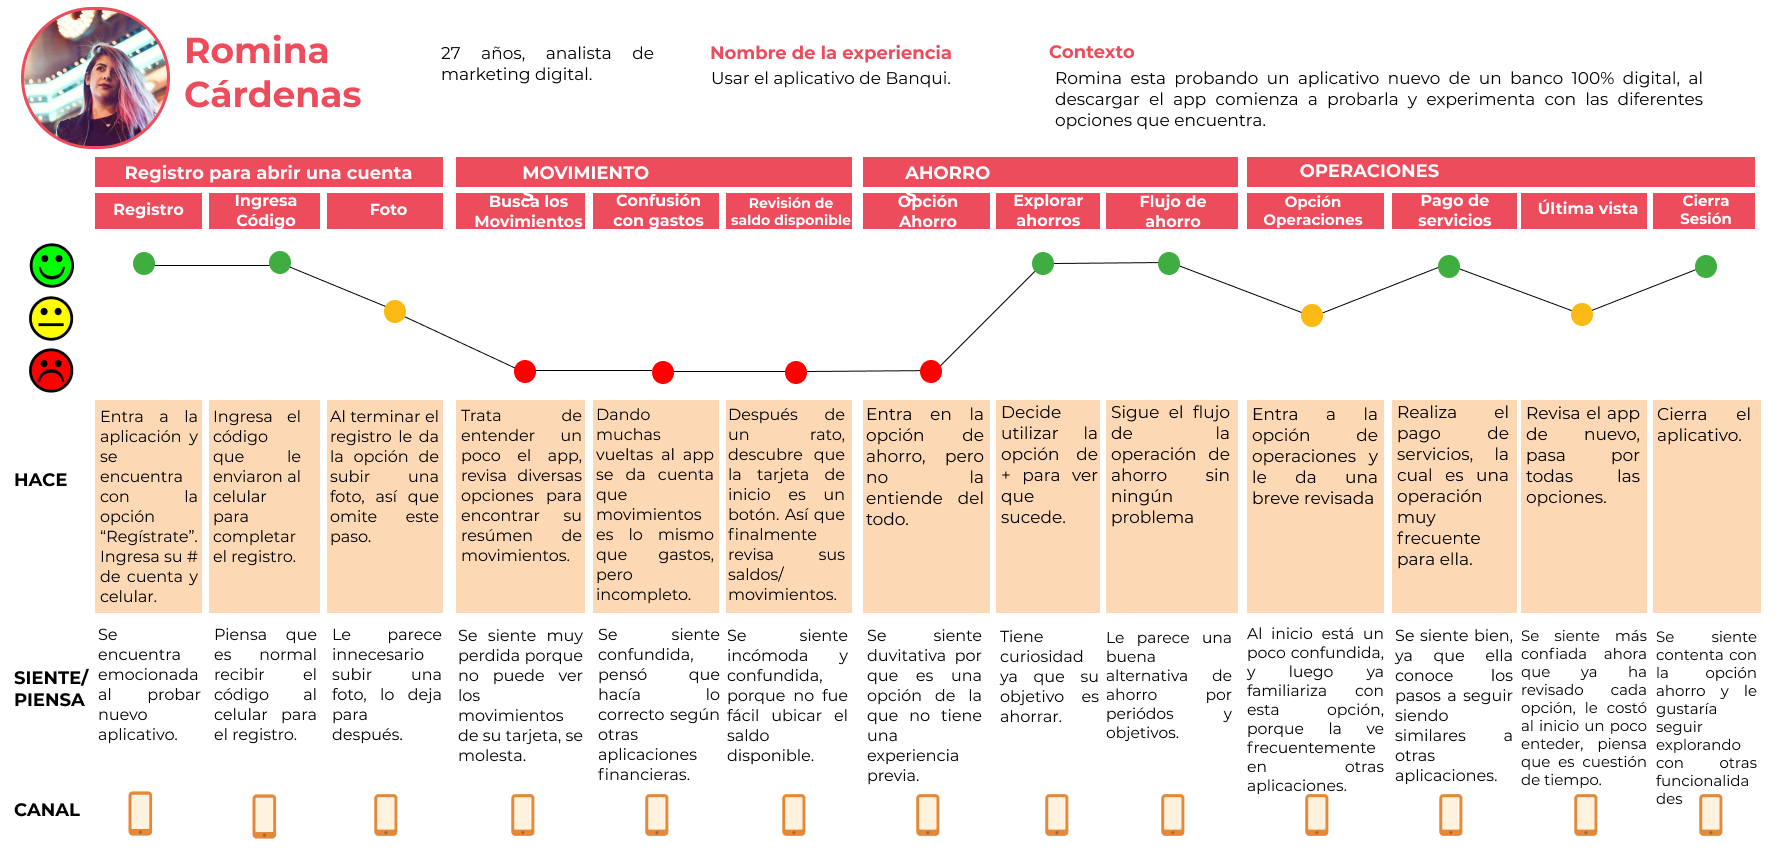 Romina
Cárdenas
27 años, analista de
marketing digital.
Nombre de la experiencia
Usar el aplicativo de Banqui.
Contexto
Romina esta probando un aplicativo nuevo de un banco 100% digital, al
descargar el app comienza a probarla y experimenta con las diferentes
opciones que encuentra.
Registro para abrir una cuenta
MOVIMIENTO
S
AHORRO
S
OPERACIONES
Registro
Ingresa
Código
Foto
Busca los
Movimientos
Confusión
con gastos
Revisión de
saldo disponible
Opción
Ahorro
Explorar
ahorros
Flujo de
ahorro
Opción
Operaciones
Pago de
servicios
Última vista
Cierra
Sesión
HACE
Entra a la
aplicación y
se
encuentra
con la
opción
“Regístrate”.
Ingresa su #
de cuenta y
celular.
Ingresa el
código
que le
enviaron al
celular
para
completar
el registro.
Al terminar el
registro le da
la opción de
subir una
foto, así que
omite este
paso.
Trata de
entender un
poco el app,
revisa diversas
opciones para
encontrar su
resúmen de
movimientos.
Dando
muchas
vueltas al app
se da cuenta
que
movimientos
es lo mismo
que gastos,
pero
incompleto.
Después de
un rato,
descubre que
la tarjeta de
inicio es un
botón. Así que
finalmente
revisa sus
saldos/
movimientos.
Entra en la
opción de
ahorro, pero
no la
entiende del
todo.
Decide
utilizar la
opción de
+ para ver
que
sucede.
Sigue el flujo
de la
operación de
ahorro sin
ningún
problema
Entra a la
opción de
operaciones y
le da una
breve revisada
Realiza el
pago de
servicios, la
cual es una
operación
muy
frecuente
para ella.
Revisa el app
de nuevo,
pasa por
todas las
opciones.
Cierra el
aplicativo.
SIENTE/
PIENSA
Se
encuentra
emocionada
al probar
nuevo
aplicativo.
Piensa que
es normal
recibir el
código al
celular para
el registro.
Le parece
innecesario
subir una
foto, lo deja
para
después.
Se siente muy
perdida porque
no puede ver
los
movimientos
de su tarjeta, se
molesta.
Se siente
confundida,
pensó que
hacía lo
correcto según
otras
aplicaciones
financieras.
Se siente
incómoda y
confundida,
porque no fue
fácil ubicar el
saldo
disponible.
Se siente
duvitativa por
que es una
opción de la
que no tiene
una
experiencia
previa.
Tiene
curiosidad
ya que su
objetivo es
ahorrar.
Le parece una
buena
alternativa de
ahorro por
periódos y
objetivos.
Al inicio está un
poco confundida,
y luego ya
familiariza con
esta opción,
porque la ve
frecuentemente
en otras
aplicaciones.
Se siente bien,
ya que ella
conoce los
pasos a seguir
siendo
similares a
otras
aplicaciones.
Se siente más
confiada ahora
que ya ha
revisado cada
opción, le costó
al inicio un poco
enteder, piensa
que es cuestión
de tiempo.
Se siente
contenta con
la opción
ahorro y le
gustaría
seguir
explorando
con otras
funcionalida
des
CANAL